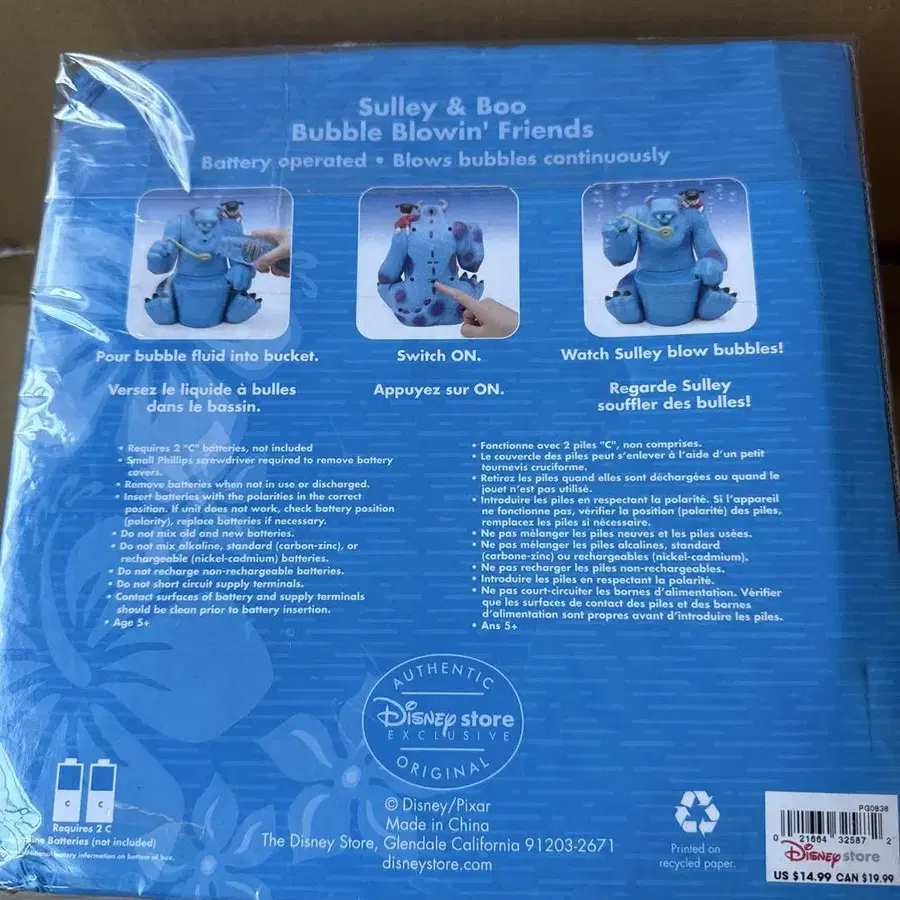 Sulley & Boo
Bubble Blowin' Friends
Battery operated • Blows bubbles continuously
Pour bubble fluid into bucket.
Versez le liquide à bulles
dans le bassin.
Switch ON.
Appuyez sur ON.
Watch Sulley blow bubbles!
Regarde Sulley
souffler des bulles!
• Requires 2 "C" batteries, not included
• Small Phillips screwdriver required to remove battery
covers.
• Remove batteries when not in use or discharged.
• Insert batteries with the polarities in the correct
position. If unit does not work, check battery position
(polarity), replace batteries if necessary.
• Do not mix old and new batteries.
• Do not mix alkaline, standard (carbon-zinc), or
rechargeable (nickel-cadmium) batteries.
• Do not recharge non-rechargeable batteries.
• Do not short circuit supply terminals.
• Contact surfaces of battery and supply terminals
should be clean prior to battery insertion.
• Age 5+
• Fonctionne avec 2 piles "C", non comprises.
• Le couvercle des piles peut s'enlever à l'aide d'un petit
tournevis cruciforme.
• Retirez les piles quand elles sont déchargées ou quand le
jouet n'est pas utilisé.
• Introduire les piles en respectant la polarité. Si l'appareil
ne fonctionne pas, vérifier la position (polarité) des piles,
remplacez les piles si nécessaire.
• Ne pas mélanger les piles neuves et les piles usées.
• Ne pas mélanger les piles alcalines, standard
(carbone-zinc) ou rechargeables (nickel-cadmium).
• Ne pas recharger les piles non-rechargeables.
• Introduire les piles en respectant la polarité.
• Ne pas court-circuiter les bornes d'alimentation. Vérifier
que les surfaces de contact des piles et des bornes
d'alimentation sont propres avant d'introduire les piles.
• Ans 5+
AUTHENTIC
Disney store
EXCLUSIVE
ORIGINAL
C C
Requires 2 C
Batteries (not included)
battery information on bottom of box.
© Disney/Pixar
Made in China
The Disney Store, Glendale California 91203-2671
disneystore.com
Printed on
recycled paper.
PG0836
0 21664 32587 2
Disney store
US $14.99 CAN $19.99